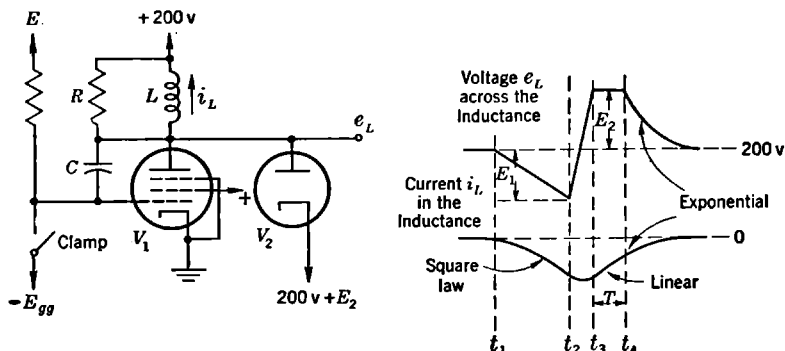 E
+200 v
R
L
i_L
e_L
C
+
Clamp
V_1
V_2
-E_gg
200 v + E_2
Voltage e_L
across the
Inductance
E_2
200 v
E_1
Current i_L
in the
Inductance
Exponential
0
Square
law
Linear
T
t_1
t_2
t_3
t_4